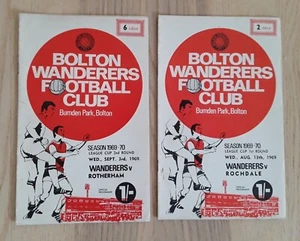 6
BOLTON
WANDERERS
FOOTBALL
CLUB
Burnden Park, Bolton
SEASON 1969-70
LEAGUE CUP 2nd ROUND
WED., SEPT. 3rd, 1969
WANDERERS v
ROTHERHAM
1/-
2
BOLTON
WANDERERS
FOOTBALL
CLUB
Burnden Park, Bolton
SEASON 1969-70
LEAGUE CUP 1st ROUND
WED., AUG. 13th, 1969
WANDERERS v
ROCHDALE
1/-